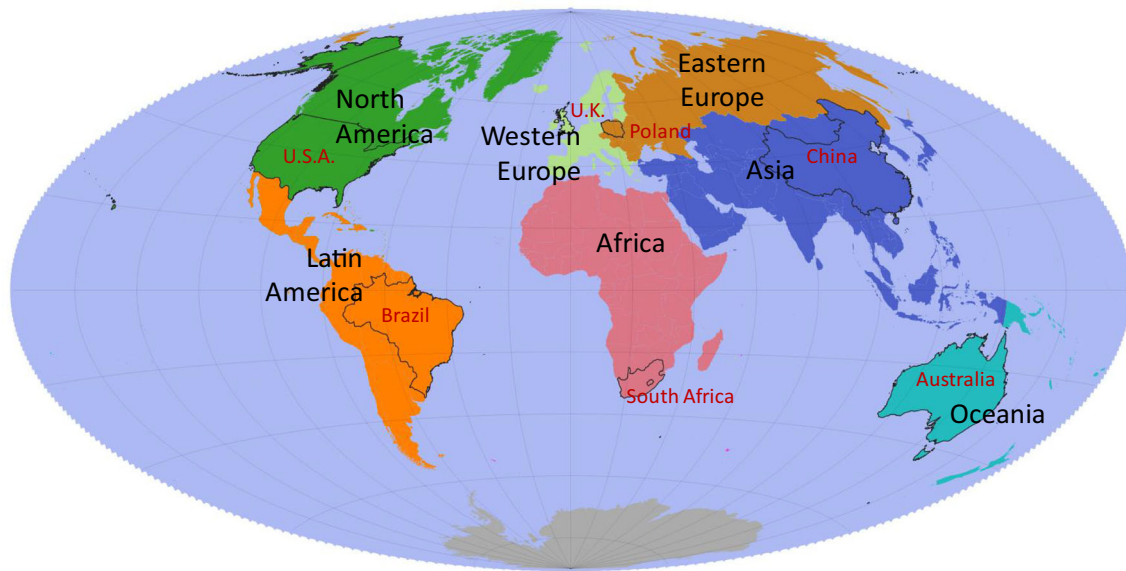 North
America
U.S.A.
Latin
America
Brazil
U.K.
Western
Europe
Poland
Eastern
Europe
Africa
South Africa
Asia
China
Australia
Oceania